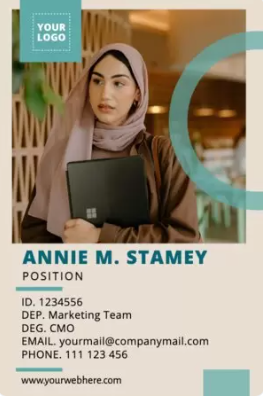 YOUR
LOGO
ANNIE M. STAMEY
POSITION
ID. 1234556
DEP. Marketing Team
DEG. CMO
EMAIL. yourmail@companymail.com
PHONE. 111 123 456
www.yourwebhere.com